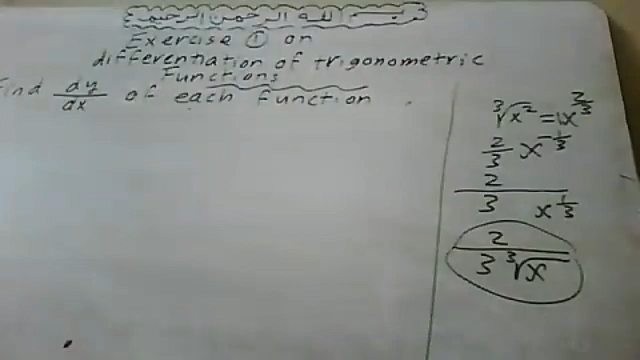 بسم الله الرحمن الرحيم
Exercise ① on
differentiation of trigonometric
Functions
Find dy/dx of each function
∛x² = x^(2/3)
2/3 x^(-1/3)
2 / (3 x^(1/3))
2 / (3 ∛x)